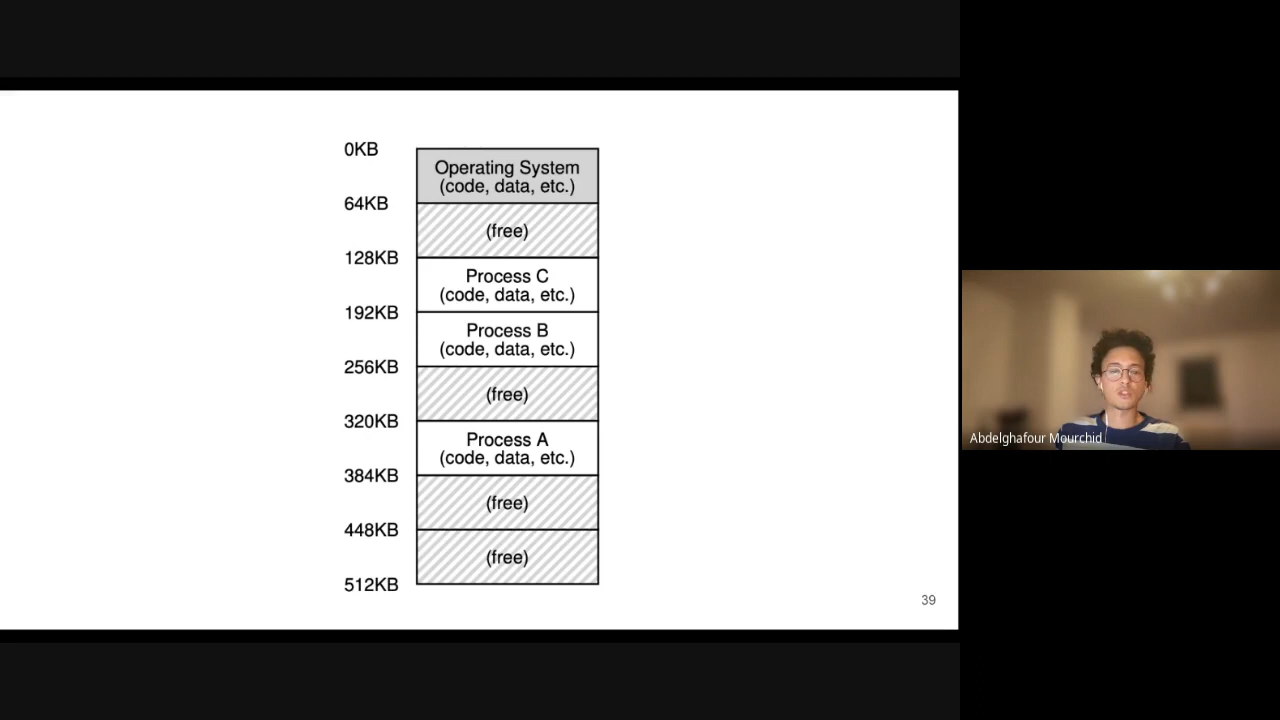 0KB
Operating System
(code, data, etc.)
64KB
(free)
128KB
Process C
(code, data, etc.)
192KB
Process B
(code, data, etc.)
256KB
(free)
320KB
Process A
(code, data, etc.)
384KB
(free)
448KB
(free)
512KB
39
Abdelghafour Mourchid